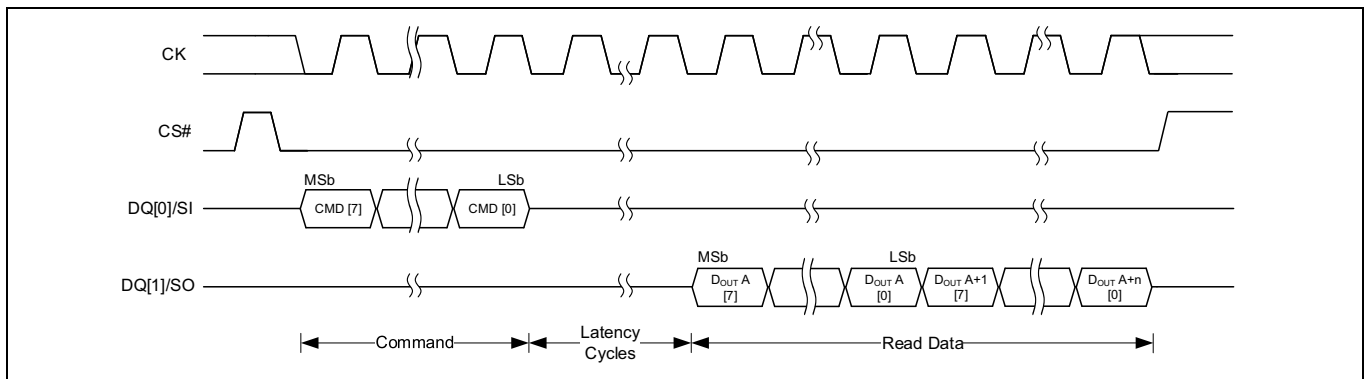 CK
CS#
MSb LSb
DQ[0]/SI CMD [7] CMD [0]
MSb LSb
DQ[1]/SO DOUT A [7] DOUT A [0] DOUT A+1 [7] DOUT A+n [0]
Command Latency Cycles Read Data